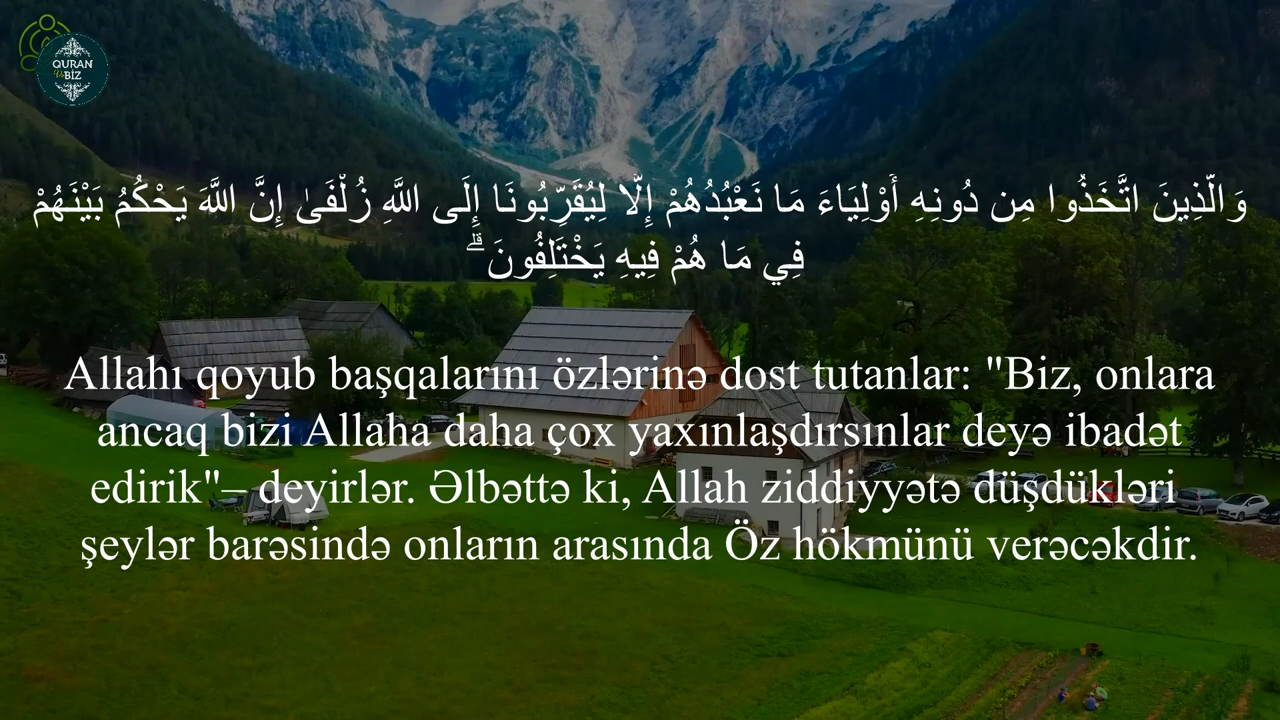 QURAN
və BİZ
وَالَّذِينَ اتَّخَذُوا مِن دُونِهِ أَوْلِيَاءَ مَا نَعْبُدُهُمْ إِلَّا لِيُقَرِّبُونَا إِلَى اللَّهِ زُلْفَىٰ إِنَّ اللَّهَ يَحْكُمُ بَيْنَهُمْ
فِي مَا هُمْ فِيهِ يَخْتَلِفُونَ ۗ
Allahı qoyub başqalarını özlərinə dost tutanlar: "Biz, onlara
ancaq bizi Allaha daha çox yaxınlaşdırsınlar deyə ibadət
edirik"– deyirlər. Əlbəttə ki, Allah ziddiyyətə düşdükləri
şeylər barəsində onların arasında Öz hökmünü verəcəkdir.